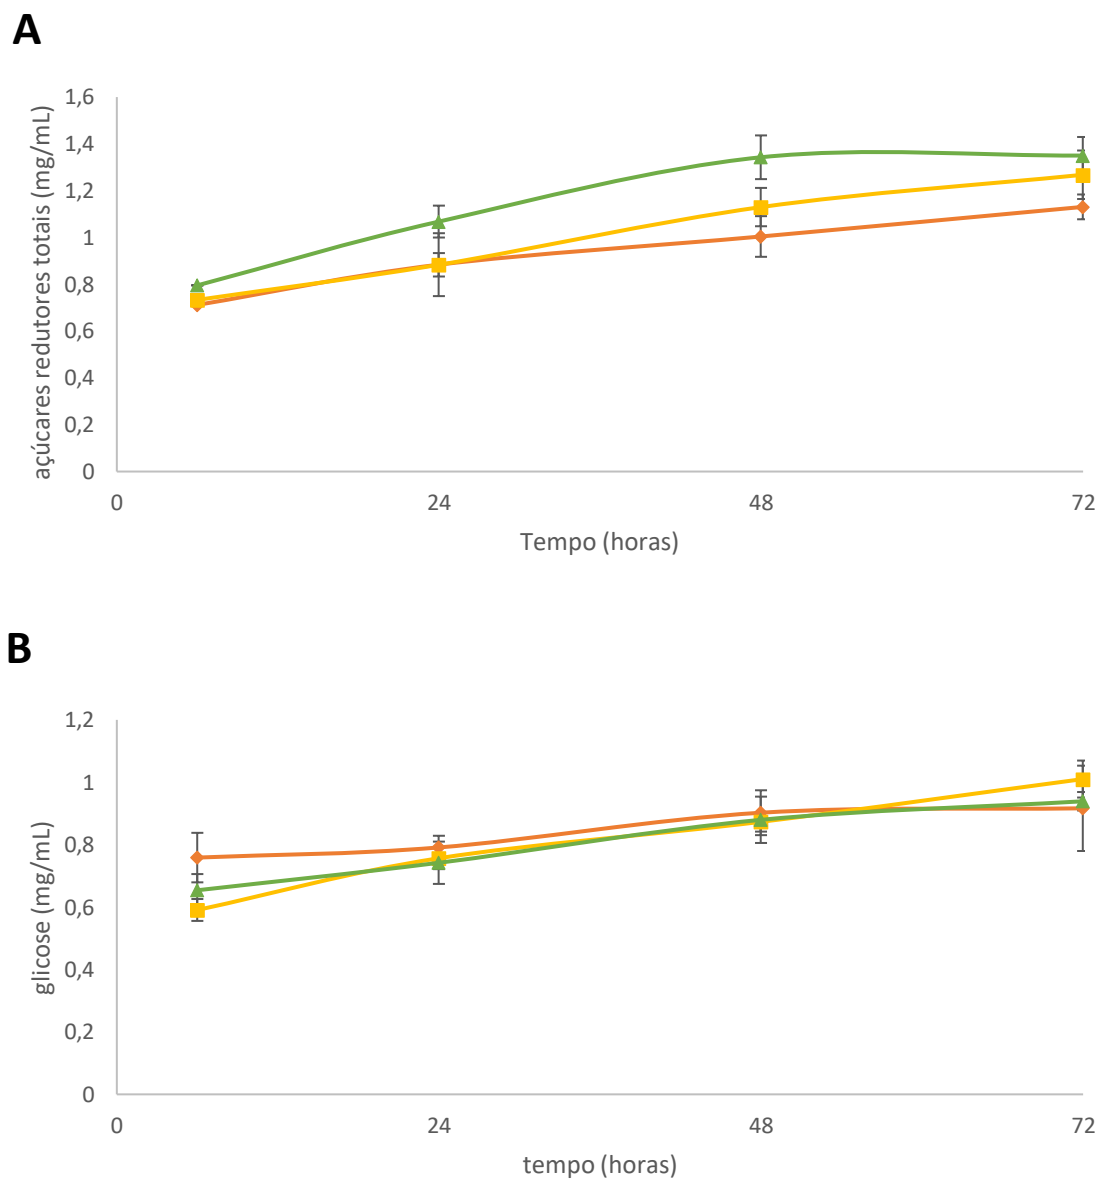 A
açúcares redutores totais (mg/mL)
1,6
1,4
1,2
1
0,8
0,6
0,4
0,2
0
0 24 48 72
Tempo (horas)
B
glicose (mg/mL)
1,2
1
0,8
0,6
0,4
0,2
0
0 24 48 72
tempo (horas)